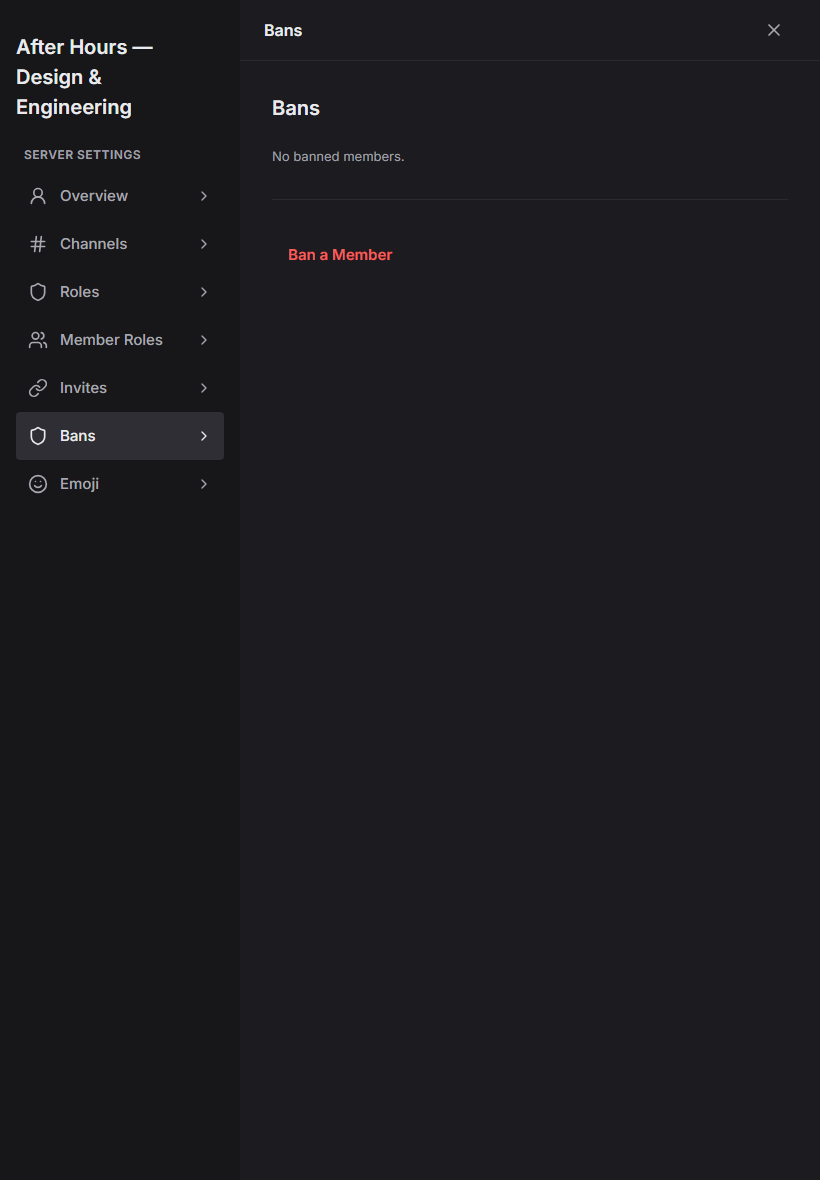 After Hours —
Design &
Engineering
SERVER SETTINGS
Overview
Channels
Roles
Member Roles
Invites
Bans
Emoji
Bans
Bans
No banned members.
Ban a Member